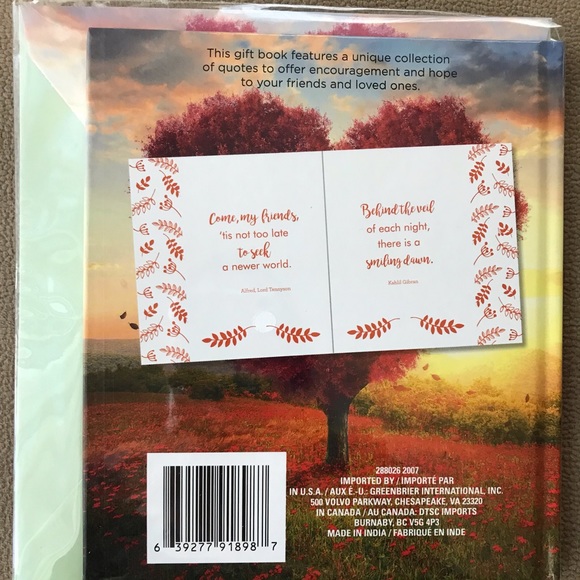 This gift book features a unique collection
of quotes to offer encouragement and hope
to your friends and loved ones.
Come, my friends,
'tis not too late
to seek
a newer world.
Alfred, Lord Tennyson
Behind the veil
of each night,
there is a
smiling dawn.
Kahlil Gibran
288026 2007
IMPORTED BY / IMPORTÉ PAR
IN U.S.A. / AUX É.-U.: GREENBRIER INTERNATIONAL, INC.
500 VOLVO PARKWAY, CHESAPEAKE, VA 23320
IN CANADA / AU CANADA: DTSC IMPORTS
BURNABY, BC V5G 4P3
MADE IN INDIA / FABRIQUÉ EN INDE
6 39277 91898 7